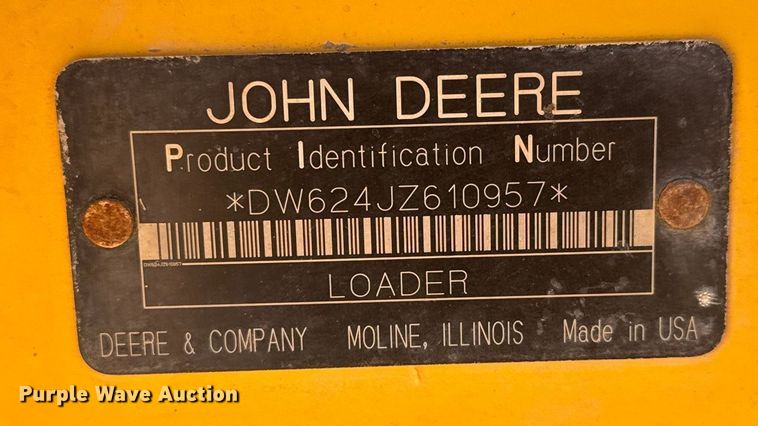 JOHN DEERE
Product Identification Number
*DW624JZ610957*
LOADER
DEERE & COMPANY MOLINE, ILLINOIS Made in USA
Purple Wave Auction